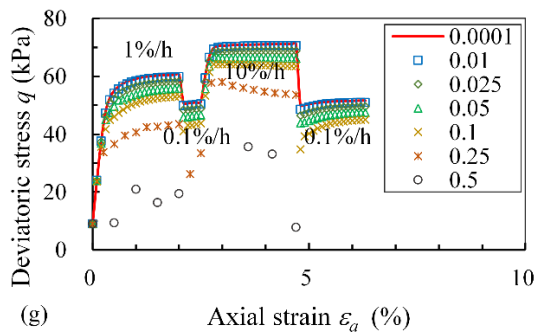 Deviatoric stress q (kPa)
80
60
40
20
0
1%/h
10%/h
0.1%/h
0.1%/h
0.0001
0.01
0.025
0.05
0.1
0.25
0.5
0
5
10
(g)
Axial strain εₐ (%)